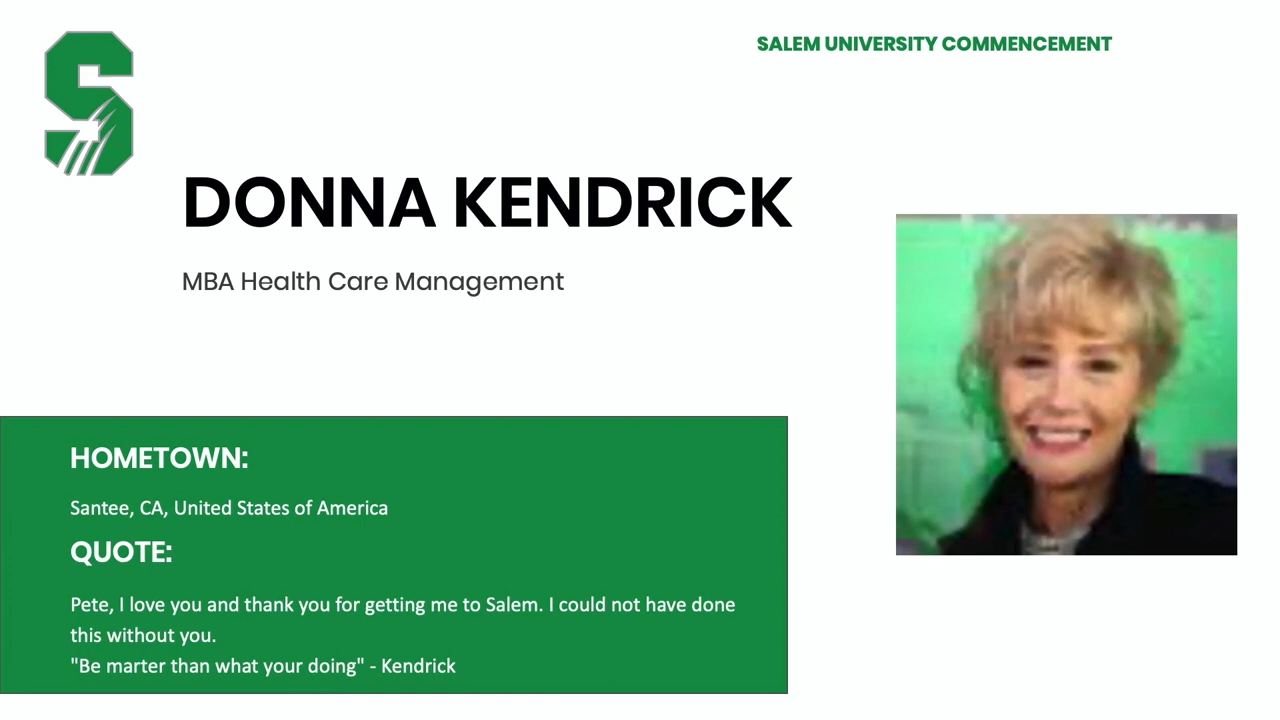 SALEM UNIVERSITY COMMENCEMENT
DONNA KENDRICK
MBA Health Care Management
HOMETOWN:
Santee, CA, United States of America
QUOTE:
Pete, I love you and thank you for getting me to Salem. I could not have done
this without you.
"Be marter than what your doing" - Kendrick